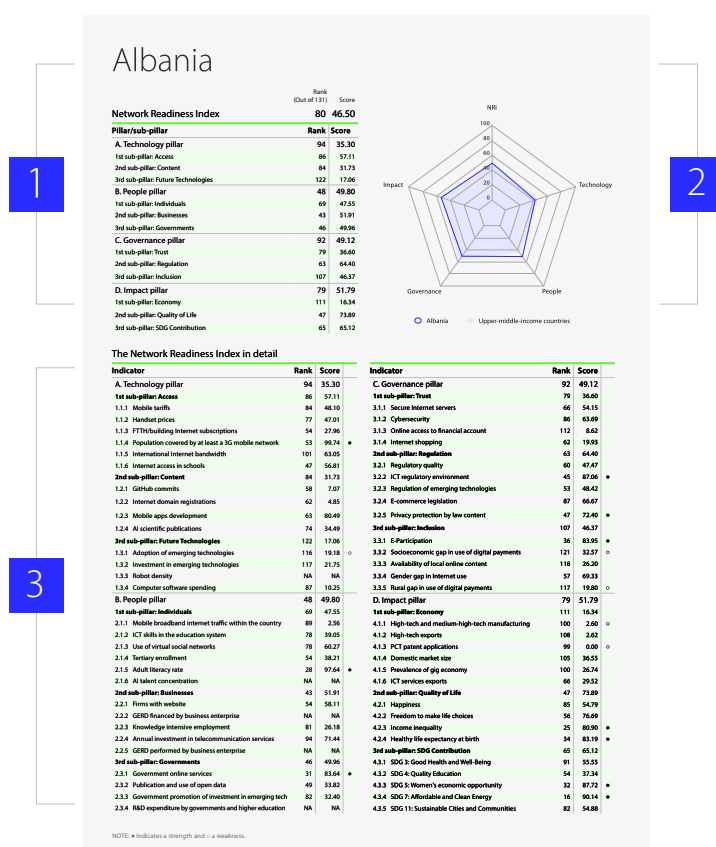 Albania
Rank
(Out of 131) Score
Network Readiness Index 80 46.50
Pillar/sub-pillar Rank Score
A. Technology pillar 94 35.30
1st sub-pillar: Access 86 57.11
2nd sub-pillar: Content 84 31.73
3rd sub-pillar: Future Technologies 122 17.06
B. People pillar 48 49.80
1st sub-pillar: Individuals 69 47.55
2nd sub-pillar: Businesses 43 51.91
3rd sub-pillar: Governments 46 49.96
C. Governance pillar 92 49.12
1st sub-pillar: Trust 79 36.60
2nd sub-pillar: Regulation 63 64.40
3rd sub-pillar: Inclusion 107 46.37
D. Impact pillar 79 51.79
1st sub-pillar: Economy 111 16.34
2nd sub-pillar: Quality of Life 47 73.89
3rd sub-pillar: SDG Contribution 65 65.12
1
NRI
100
80
60
40
20
0
Impact
Technology
Governance
People
Albania Upper-middle-income countries
2
The Network Readiness Index in detail
Indicator Rank Score
A. Technology pillar 94 35.30
1st sub-pillar: Access 86 57.11
1.1.1 Mobile tariffs 84 48.10
1.1.2 Handset prices 77 47.01
1.1.3 FTTH/building Internet subscriptions 54 27.96
1.1.4 Population covered by at least a 3G mobile network 53 99.74 ●
1.1.5 International Internet bandwidth 101 63.05
1.1.6 Internet access in schools 47 56.81
2nd sub-pillar: Content 84 31.73
1.2.1 GitHub commits 58 7.07
1.2.2 Internet domain registrations 62 4.85
1.2.3 Mobile apps development 63 80.49
1.2.4 AI scientific publications 74 34.49
3rd sub-pillar: Future Technologies 122 17.06
1.3.1 Adoption of emerging technologies 116 19.18 ○
1.3.2 Investment in emerging technologies 117 21.75
1.3.3 Robot density NA NA
1.3.4 Computer software spending 87 10.25
B. People pillar 48 49.80
1st sub-pillar: Individuals 69 47.55
2.1.1 Mobile broadband internet traffic within the country 89 2.56
2.1.2 ICT skills in the education system 78 39.05
2.1.3 Use of virtual social networks 78 60.27
2.1.4 Tertiary enrollment 54 38.21
2.1.5 Adult literacy rate 28 97.64 ●
2.1.6 AI talent concentration NA NA
2nd sub-pillar: Businesses 43 51.91
2.2.1 Firms with website 54 58.11
2.2.2 GERD financed by business enterprise NA NA
2.2.3 Knowledge intensive employment 81 26.18
2.2.4 Annual investment in telecommunication services 94 71.44
2.2.5 GERD performed by business enterprise NA NA
3rd sub-pillar: Governments 46 49.96
2.3.1 Government online services 31 83.64 ●
2.3.2 Publication and use of open data 49 33.82
2.3.3 Government promotion of investment in emerging tech 82 32.40
2.3.4 R&D expenditure by governments and higher education NA NA
Indicator Rank Score
C. Governance pillar 92 49.12
1st sub-pillar: Trust 79 36.60
3.1.1 Secure Internet servers 66 54.15
3.1.2 Cybersecurity 86 63.69
3.1.3 Online access to financial account 112 8.62
3.1.4 Internet shopping 62 19.93
2nd sub-pillar: Regulation 63 64.40
3.2.1 Regulatory quality 60 47.47
3.2.2 ICT regulatory environment 45 87.06 ●
3.2.3 Regulation of emerging technologies 53 48.42
3.2.4 E-commerce legislation 87 66.67
3.2.5 Privacy protection by law content 47 72.40 ●
3rd sub-pillar: Inclusion 107 46.37
3.3.1 E-Participation 36 83.95 ●
3.3.2 Socioeconomic gap in use of digital payments 121 32.57 ○
3.3.3 Availability of local online content 118 26.20
3.3.4 Gender gap in Internet use 57 69.33
3.3.5 Rural gap in use of digital payments 117 19.80 ○
D. Impact pillar 79 51.79
1st sub-pillar: Economy 111 16.34
4.1.1 High-tech and medium-high-tech manufacturing 100 2.60 ○
4.1.2 High-tech exports 108 2.62
4.1.3 PCT patent applications 99 0.00 ○
4.1.4 Domestic market size 105 36.55
4.1.5 Prevalence of gig economy 100 26.74
4.1.6 ICT services exports 66 29.52
2nd sub-pillar: Quality of Life 47 73.89
4.2.1 Happiness 85 54.79
4.2.2 Freedom to make life choices 56 76.69
4.2.3 Income inequality 25 80.90 ●
4.2.4 Healthy life expectancy at birth 34 83.19 ●
3rd sub-pillar: SDG Contribution 65 65.12
4.3.1 SDG 3: Good Health and Well-Being 91 55.55
4.3.2 SDG 4: Quality Education 54 37.34
4.3.3 SDG 5: Women's economic opportunity 32 87.72 ●
4.3.4 SDG 7: Affordable and Clean Energy 16 90.14 ●
4.3.5 SDG 11: Sustainable Cities and Communities 82 54.88
3
NOTE: ● Indicates a strength and ○ a weakness.